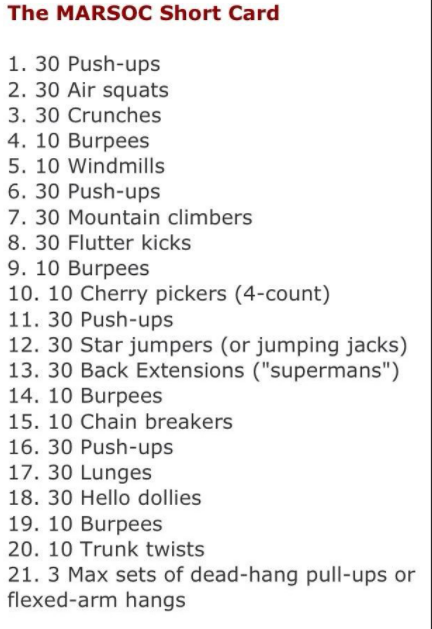 The MARSOC Short Card
1. 30 Push-ups
2. 30 Air squats
3. 30 Crunches
4. 10 Burpees
5. 10 Windmills
6. 30 Push-ups
7. 30 Mountain climbers
8. 30 Flutter kicks
9. 10 Burpees
10. 10 Cherry pickers (4-count)
11. 30 Push-ups
12. 30 Star jumpers (or jumping jacks)
13. 30 Back Extensions ("supermans")
14. 10 Burpees
15. 10 Chain breakers
16. 30 Push-ups
17. 30 Lunges
18. 30 Hello dollies
19. 10 Burpees
20. 10 Trunk twists
21. 3 Max sets of dead-hang pull-ups or
flexed-arm hangs